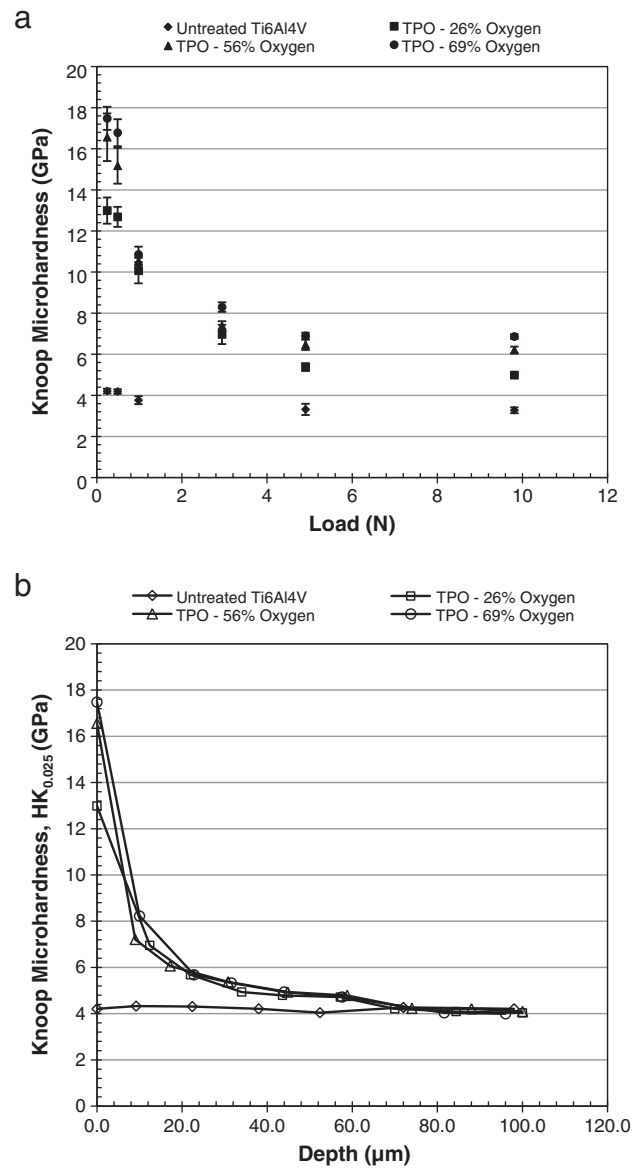 a
Untreated Ti6Al4V TPO - 26% Oxygen
TPO - 56% Oxygen TPO - 69% Oxygen
20
18
16
14
12
10
8
6
4
2
0
Knoop Microhardness (GPa)
0 2 4 6 8 10 12
Load (N)
b
Untreated Ti6Al4V TPO - 26% Oxygen
TPO - 56% Oxygen TPO - 69% Oxygen
20
18
16
14
12
10
8
6
4
2
0
Knoop Microhardness, HK0.025 (GPa)
0.0 20.0 40.0 60.0 80.0 100.0 120.0
Depth (µm)